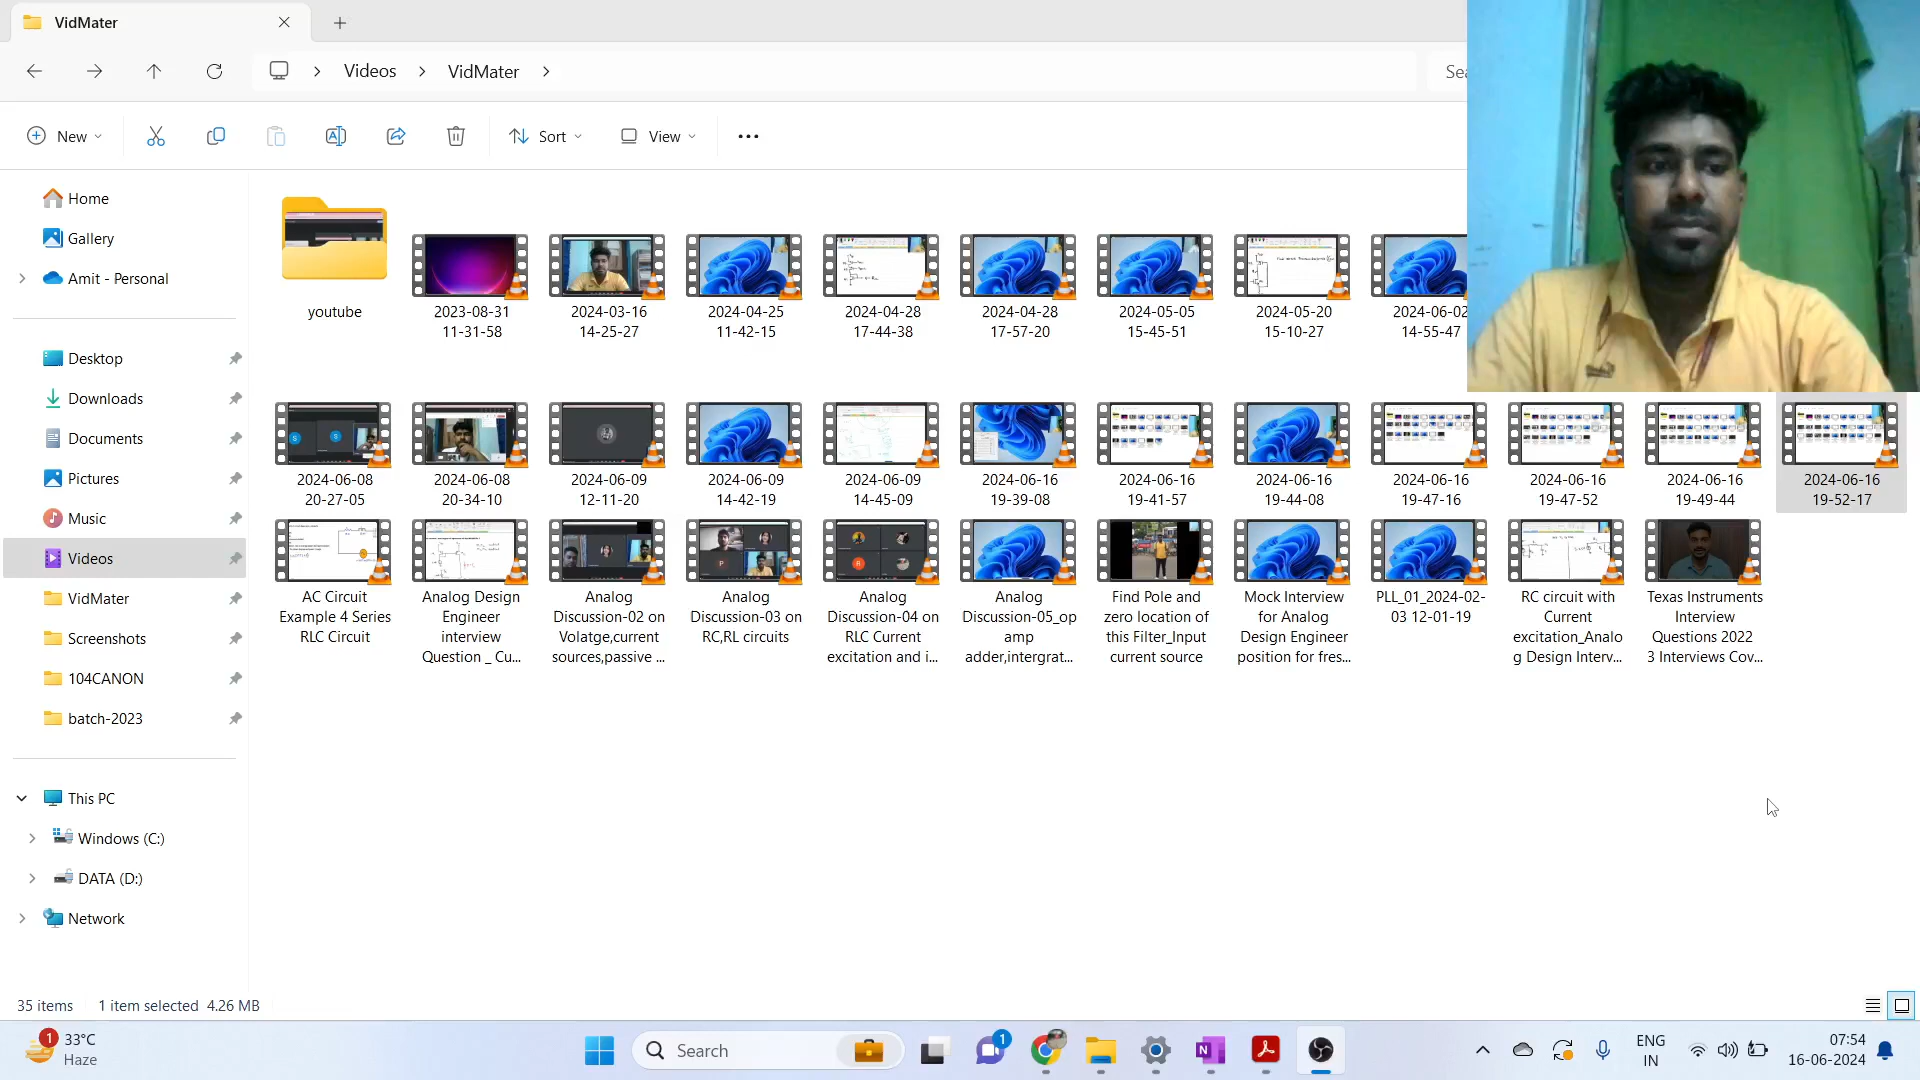 VidMater
Videos
VidMater
New
Sort
View
Home
Gallery
Amit - Personal
Desktop
Downloads
Documents
Pictures
Music
Videos
VidMater
Screenshots
104CANON
batch-2023
This PC
Windows (C:)
DATA (D:)
Network
youtube
2023-08-31
11-31-58
2024-03-16
14-25-27
2024-04-25
11-42-15
2024-04-28
17-44-38
2024-04-28
17-57-20
2024-05-05
15-45-51
2024-05-20
15-10-27
2024-06-02
14-55-47
2024-06-08
20-27-05
2024-06-08
20-34-10
2024-06-09
12-11-20
2024-06-09
14-42-19
2024-06-09
14-45-09
2024-06-16
19-39-08
2024-06-16
19-41-57
2024-06-16
19-44-08
2024-06-16
19-47-16
2024-06-16
19-47-52
2024-06-16
19-49-44
2024-06-16
19-52-17
AC Circuit
Example 4 Series
RLC Circuit
Analog Design
Engineer
interview
Question _ Cu...
Analog
Discussion-02 on
Volatge,current
sources,passive ...
Analog
Discussion-03 on
RC,RL circuits
Analog
Discussion-04 on
RLC Current
excitation and i...
Analog
Discussion-05_op
amp
adder,intergrat...
Find Pole and
zero location of
this Filter_Input
current source
Mock Interview
for Analog
Design Engineer
position for fres...
PLL_01_2024-02-
03 12-01-19
RC circuit with
Current
excitation_Analo
g Design Interv...
Texas Instruments
Interview
Questions 2022
3 Interviews Cov...
35 items 1 item selected 4.26 MB
1
33°C
Haze
Search
1
ENG
IN
07:54
16-06-2024